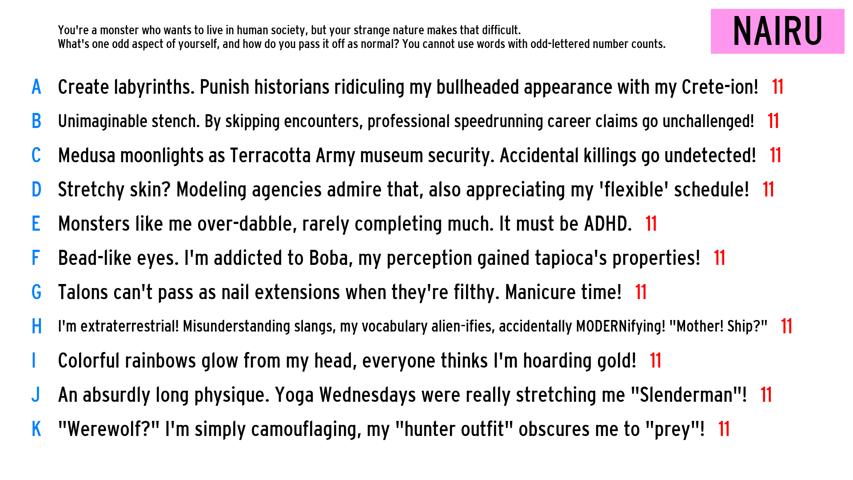 You're a monster who wants to live in human society, but your strange nature makes that difficult.
What's one odd aspect of yourself, and how do you pass it off as normal? You cannot use words with odd-lettered number counts.
NAIRU
A Create labyrinths. Punish historians ridiculing my bullheaded appearance with my Crete-ion! 11
B Unimaginable stench. By skipping encounters, professional speedrunning career claims go unchallenged! 11
C Medusa moonlights as Terracotta Army museum security. Accidental killings go undetected! 11
D Stretchy skin? Modeling agencies admire that, also appreciating my 'flexible' schedule! 11
E Monsters like me over-dabble, rarely completing much. It must be ADHD. 11
F Bead-like eyes. I'm addicted to Boba, my perception gained tapioca's properties! 11
G Talons can't pass as nail extensions when they're filthy. Manicure time! 11
H I'm extraterrestrial! Misunderstanding slangs, my vocabulary alien-ifies, accidentally MODERNifying! "Mother! Ship?" 11
I Colorful rainbows glow from my head, everyone thinks I'm hoarding gold! 11
J An absurdly long physique. Yoga Wednesdays were really stretching me "Slenderman"! 11
K "Werewolf?" I'm simply camouflaging, my "hunter outfit" obscures me to "prey"! 11